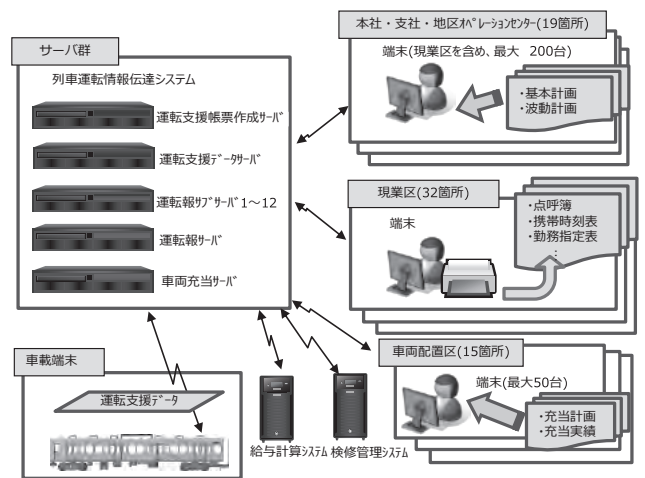 サーバ群
列車運転情報伝達システム
運転支援帳票作成ｻｰﾊﾞ
運転支援ﾃﾞｰﾀｻｰﾊﾞ
運転報ｻﾌﾞｻｰﾊﾞ1～12
運転報ｻｰﾊﾞ
車両充当ｻｰﾊﾞ
本社・支社・地区ｵﾍﾟﾚｰｼｮﾝｾﾝﾀｰ(19箇所)
端末(現業区を含め、最大 200台)
・基本計画
・波動計画
現業区(32箇所)
端末
・点呼簿
・携帯時刻表
・勤務指定表
⋮
車両配置区(15箇所)
端末(最大50台)
・充当計画
・充当実績
車載端末
運転支援ﾃﾞｰﾀ
給与計算ｼｽﾃﾑ
検修管理ｼｽﾃﾑ